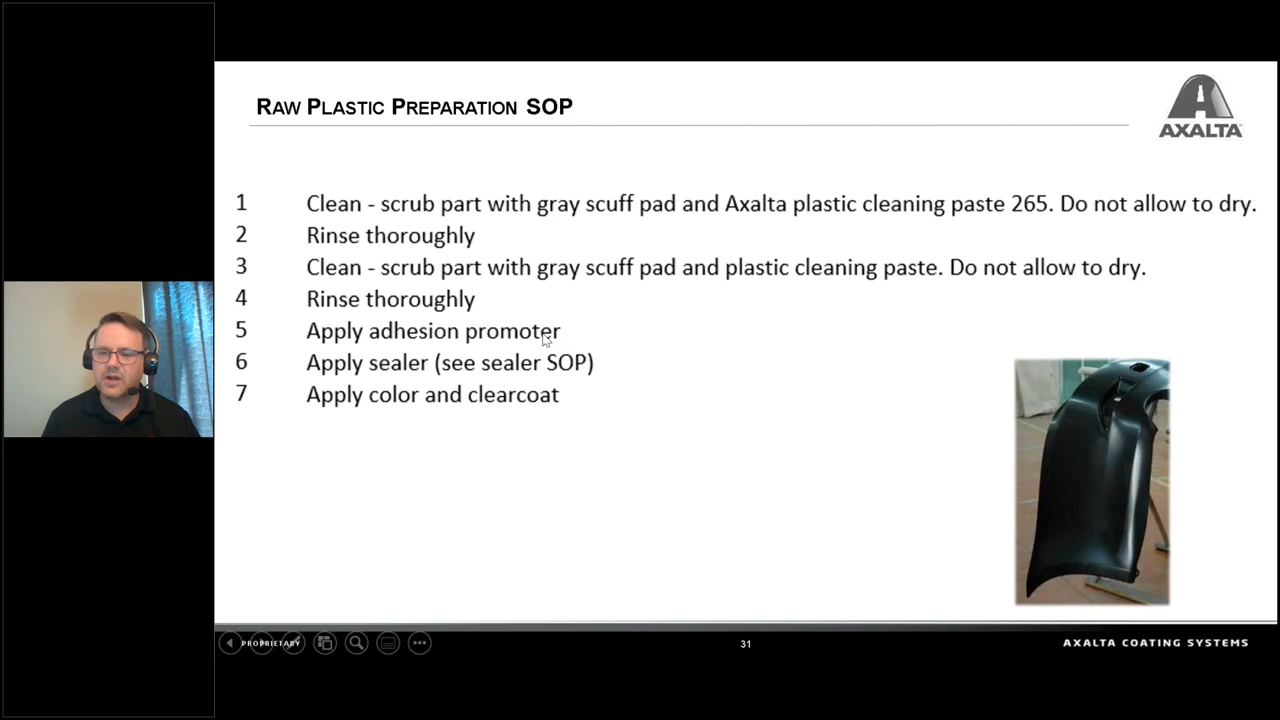 RAW PLASTIC PREPARATION SOP
AXALTA
1 Clean - scrub part with gray scuff pad and Axalta plastic cleaning paste 265. Do not allow to dry.
2 Rinse thoroughly
3 Clean - scrub part with gray scuff pad and plastic cleaning paste. Do not allow to dry.
4 Rinse thoroughly
5 Apply adhesion promoter
6 Apply sealer (see sealer SOP)
7 Apply color and clearcoat
PROPRIETARY
31
AXALTA COATING SYSTEMS